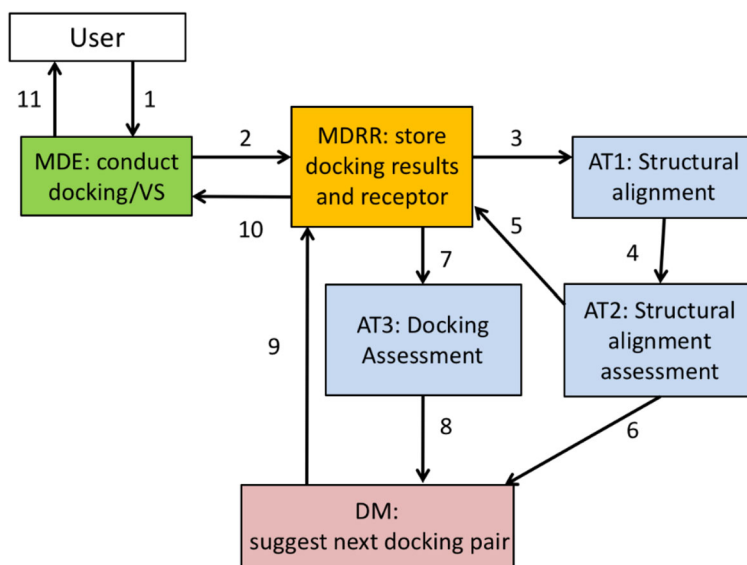 User
11
1
MDE: conduct
docking/VS
2
10
MDRR: store
docking results
and receptor
3
AT1: Structural
alignment
4
5
7
AT3: Docking
Assessment
AT2: Structural
alignment
assessment
9
8
6
DM:
suggest next docking pair